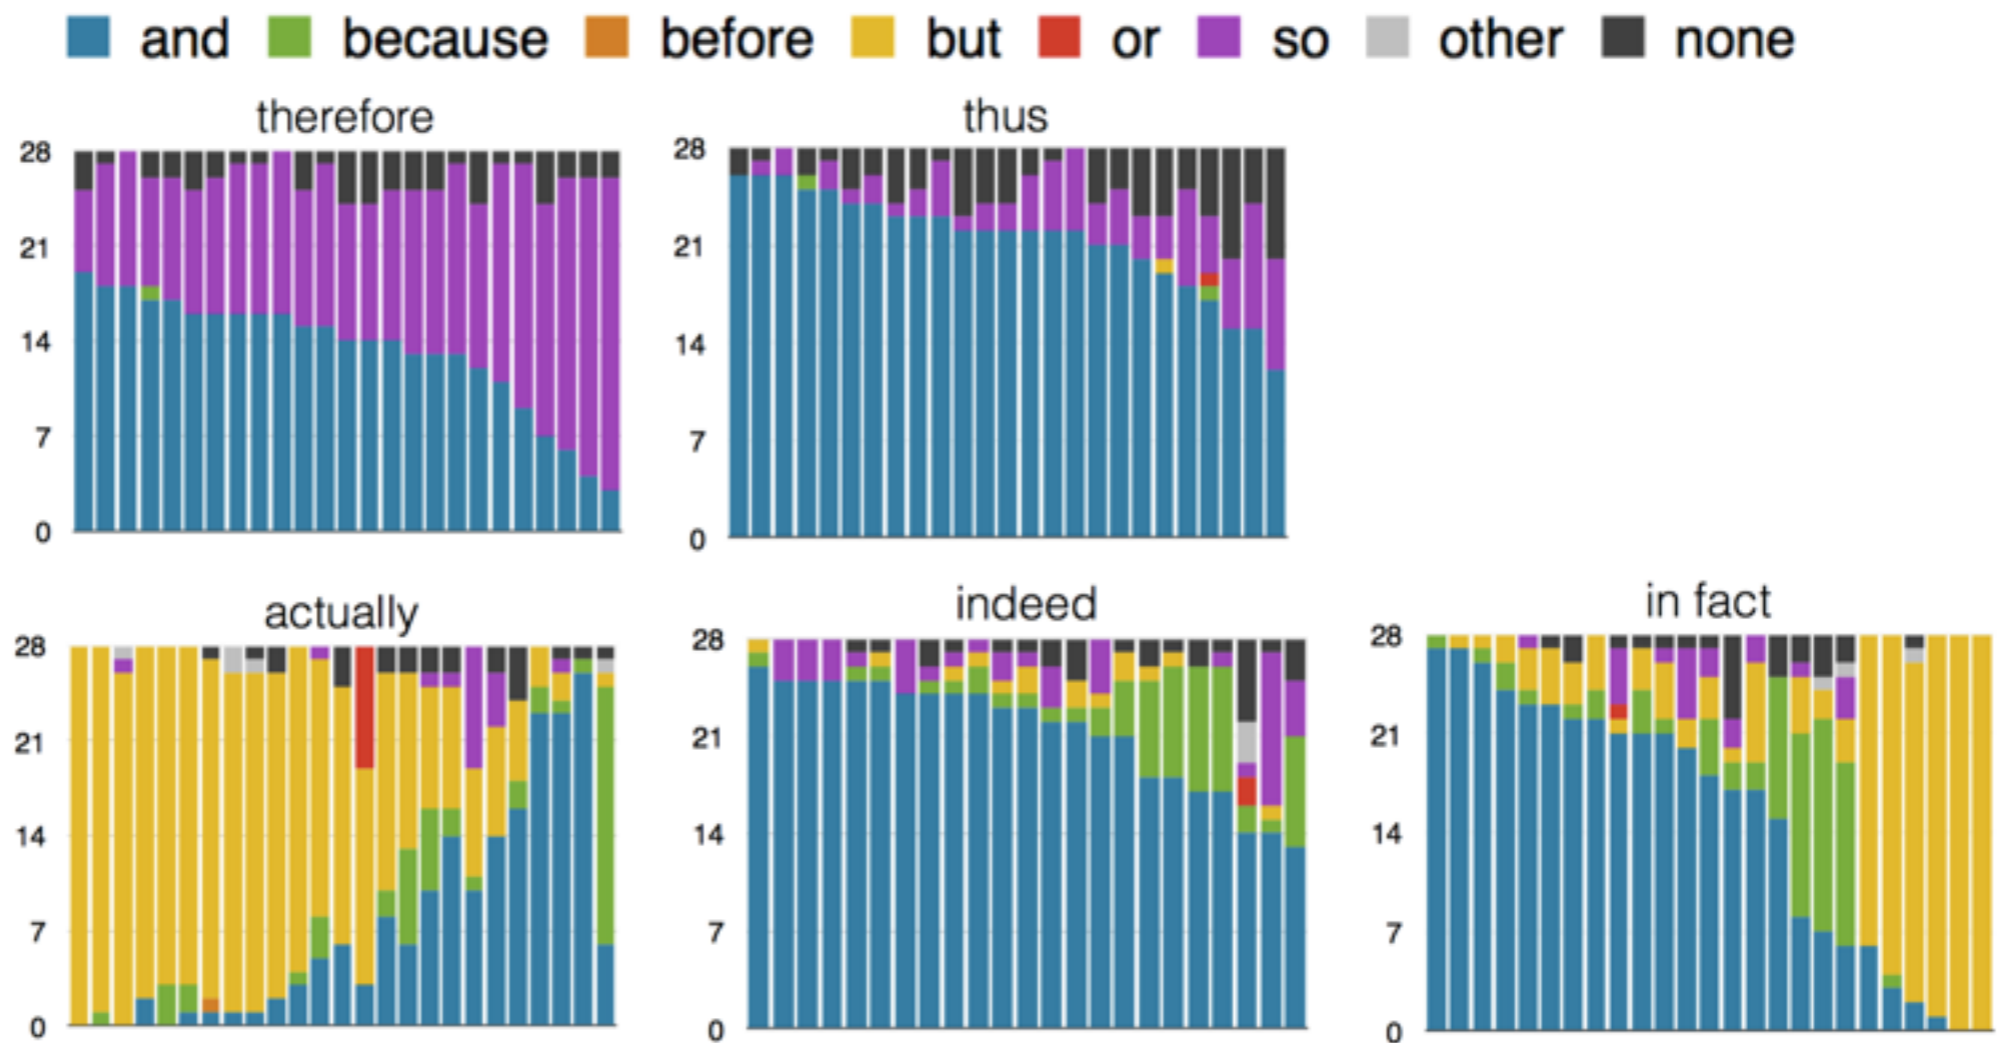 and because before but or so other none
therefore thus
28 28
21 21
14 14
7 7
0 0
actually indeed in fact
28 28 28
21 21 21
14 14 14
7 7 7
0 0 0